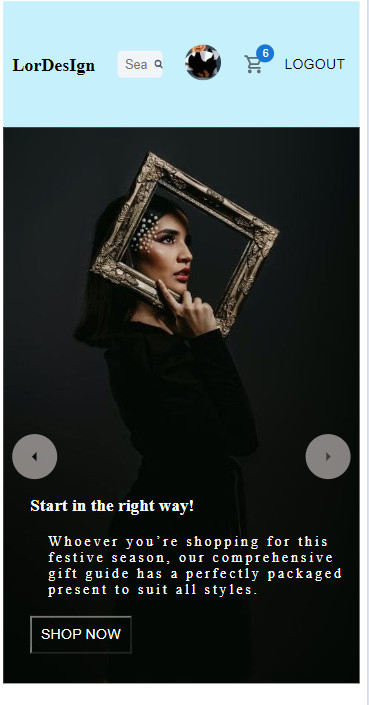 LorDesIgn
Sea
6
LOGOUT
Start in the right way!
Whoever you’re shopping for this
festive season, our comprehensive
gift guide has a perfectly packaged
present to suit all styles.
SHOP NOW